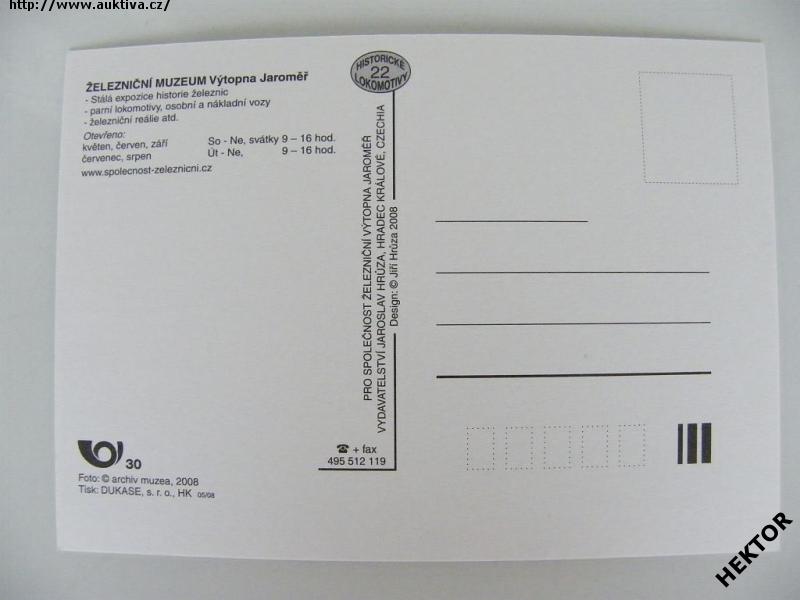 http://www.auktiva.cz/
ŽELEZNIČNÍ MUZEUM Výtopna Jaroměř
- Stálá expozice historie železnic
- parní lokomotivy, osobní a nákladní vozy
- železniční reálie atd.
Otevřeno:
květen, červen, září So - Ne, svátky 9 – 16 hod.
červenec, srpen Út - Ne, 9 – 16 hod.
www.spolecnost-zeleznicni.cz
HISTORICKÉ
22
LOKOMOTIVY
PRO SPOLEČNOST ŽELEZNIČNÍ VÝTOPNA JAROMĚŘ
VYDAVATELSTVÍ JAROSLAV HRŮZA, HRADEC KRÁLOVÉ, CZECHIA
Design: © Jiří Hrůza 2008
☎ + fax
495 512 119
30
Foto: © archiv muzea, 2008
Tisk: DUKASE, s. r. o., HK 05/08
HEKTOR